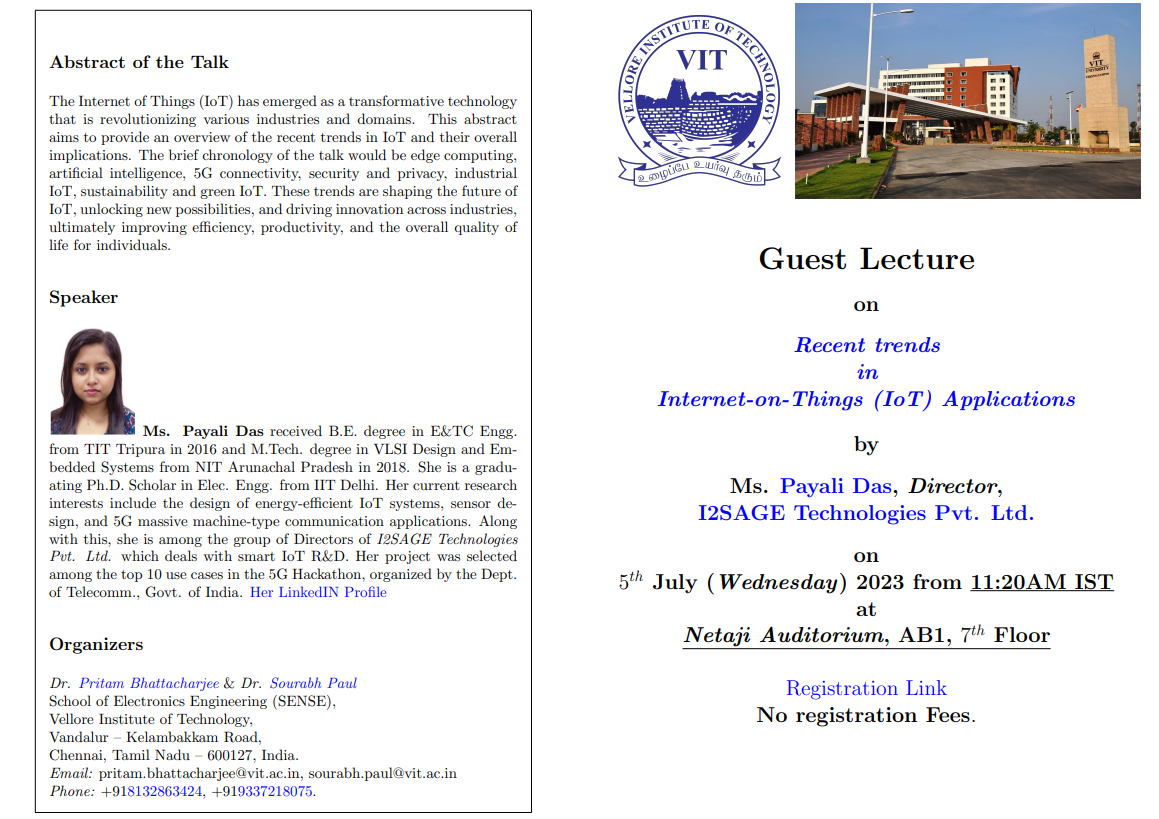 Abstract of the Talk
The Internet of Things (IoT) has emerged as a transformative technology
that is revolutionizing various industries and domains. This abstract
aims to provide an overview of the recent trends in IoT and their overall
implications. The brief chronology of the talk would be edge computing,
artificial intelligence, 5G connectivity, security and privacy, industrial
IoT, sustainability and green IoT. These trends are shaping the future of
IoT, unlocking new possibilities, and driving innovation across industries,
ultimately improving efficiency, productivity, and the overall quality of
life for individuals.
Speaker
Ms. Payali Das received B.E. degree in E&TC Engg.
from TIT Tripura in 2016 and M.Tech. degree in VLSI Design and Em-
bedded Systems from NIT Arunachal Pradesh in 2018. She is a gradu-
ating Ph.D. Scholar in Elec. Engg. from IIT Delhi. Her current research
interests include the design of energy-efficient IoT systems, sensor de-
sign, and 5G massive machine-type communication applications. Along
with this, she is among the group of Directors of I2SAGE Technologies
Pvt. Ltd. which deals with smart IoT R&D. Her project was selected
among the top 10 use cases in the 5G Hackathon, organized by the Dept.
of Telecomm., Govt. of India. Her LinkedIN Profile
Organizers
Dr. Pritam Bhattacharjee & Dr. Sourabh Paul
School of Electronics Engineering (SENSE),
Vellore Institute of Technology,
Vandalur – Kelambakkam Road,
Chennai, Tamil Nadu – 600127, India.
Email: pritam.bhattacharjee@vit.ac.in, sourabh.paul@vit.ac.in
Phone: +918132863424, +919337218075.
VELLORE INSTITUTE OF TECHNOLOGY
VIT
உழைப்பே உயர்வு தரும்
VIT
UNIVERSITY
Guest Lecture
on
Recent trends
in
Internet-on-Things (IoT) Applications
by
Ms. Payali Das, Director,
I2SAGE Technologies Pvt. Ltd.
on
5th July (Wednesday) 2023 from 11:20AM IST
at
Netaji Auditorium, AB1, 7th Floor
Registration Link
No registration Fees.